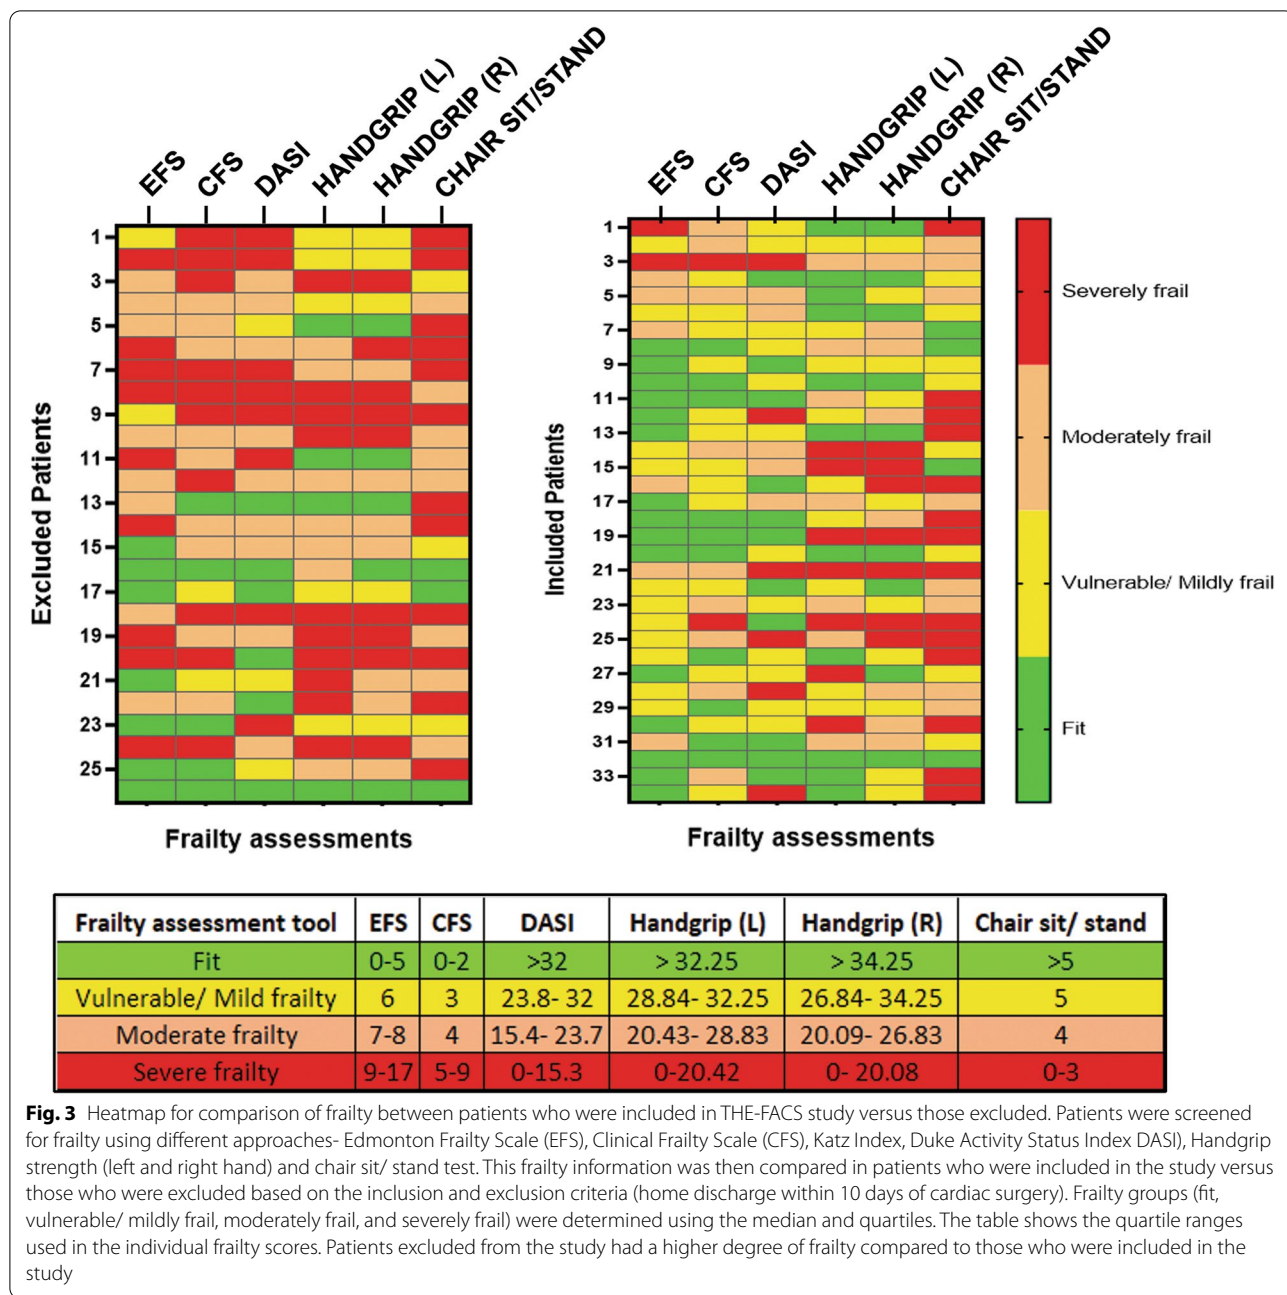 EFS
CFS
DASI
HANDGRIP (L)
HANDGRIP (R)
CHAIR SIT/STAND
Excluded Patients
1
3
5
7
9
11
13
15
17
19
21
23
25
Frailty assessments
EFS
CFS
DASI
HANDGRIP (L)
HANDGRIP (R)
CHAIR SIT/STAND
Included Patients
1
3
5
7
9
11
13
15
17
19
21
23
25
27
29
31
33
Frailty assessments
Severely frail
Moderately frail
Vulnerable/ Mildly frail
Fit
Frailty assessment tool EFS CFS DASI Handgrip (L) Handgrip (R) Chair sit/ stand
Fit 0-5 0-2 >32 > 32.25 > 34.25 >5
Vulnerable/ Mild frailty 6 3 23.8- 32 28.84- 32.25 26.84- 34.25 5
Moderate frailty 7-8 4 15.4- 23.7 20.43- 28.83 20.09- 26.83 4
Severe frailty 9-17 5-9 0-15.3 0-20.42 0- 20.08 0-3
Fig. 3 Heatmap for comparison of frailty between patients who were included in THE-FACS study versus those excluded. Patients were screened
for frailty using different approaches- Edmonton Frailty Scale (EFS), Clinical Frailty Scale (CFS), Katz Index, Duke Activity Status Index DASI), Handgrip
strength (left and right hand) and chair sit/ stand test. This frailty information was then compared in patients who were included in the study versus
those who were excluded based on the inclusion and exclusion criteria (home discharge within 10 days of cardiac surgery). Frailty groups (fit,
vulnerable/ mildly frail, moderately frail, and severely frail) were determined using the median and quartiles. The table shows the quartile ranges
used in the individual frailty scores. Patients excluded from the study had a higher degree of frailty compared to those who were included in the
study